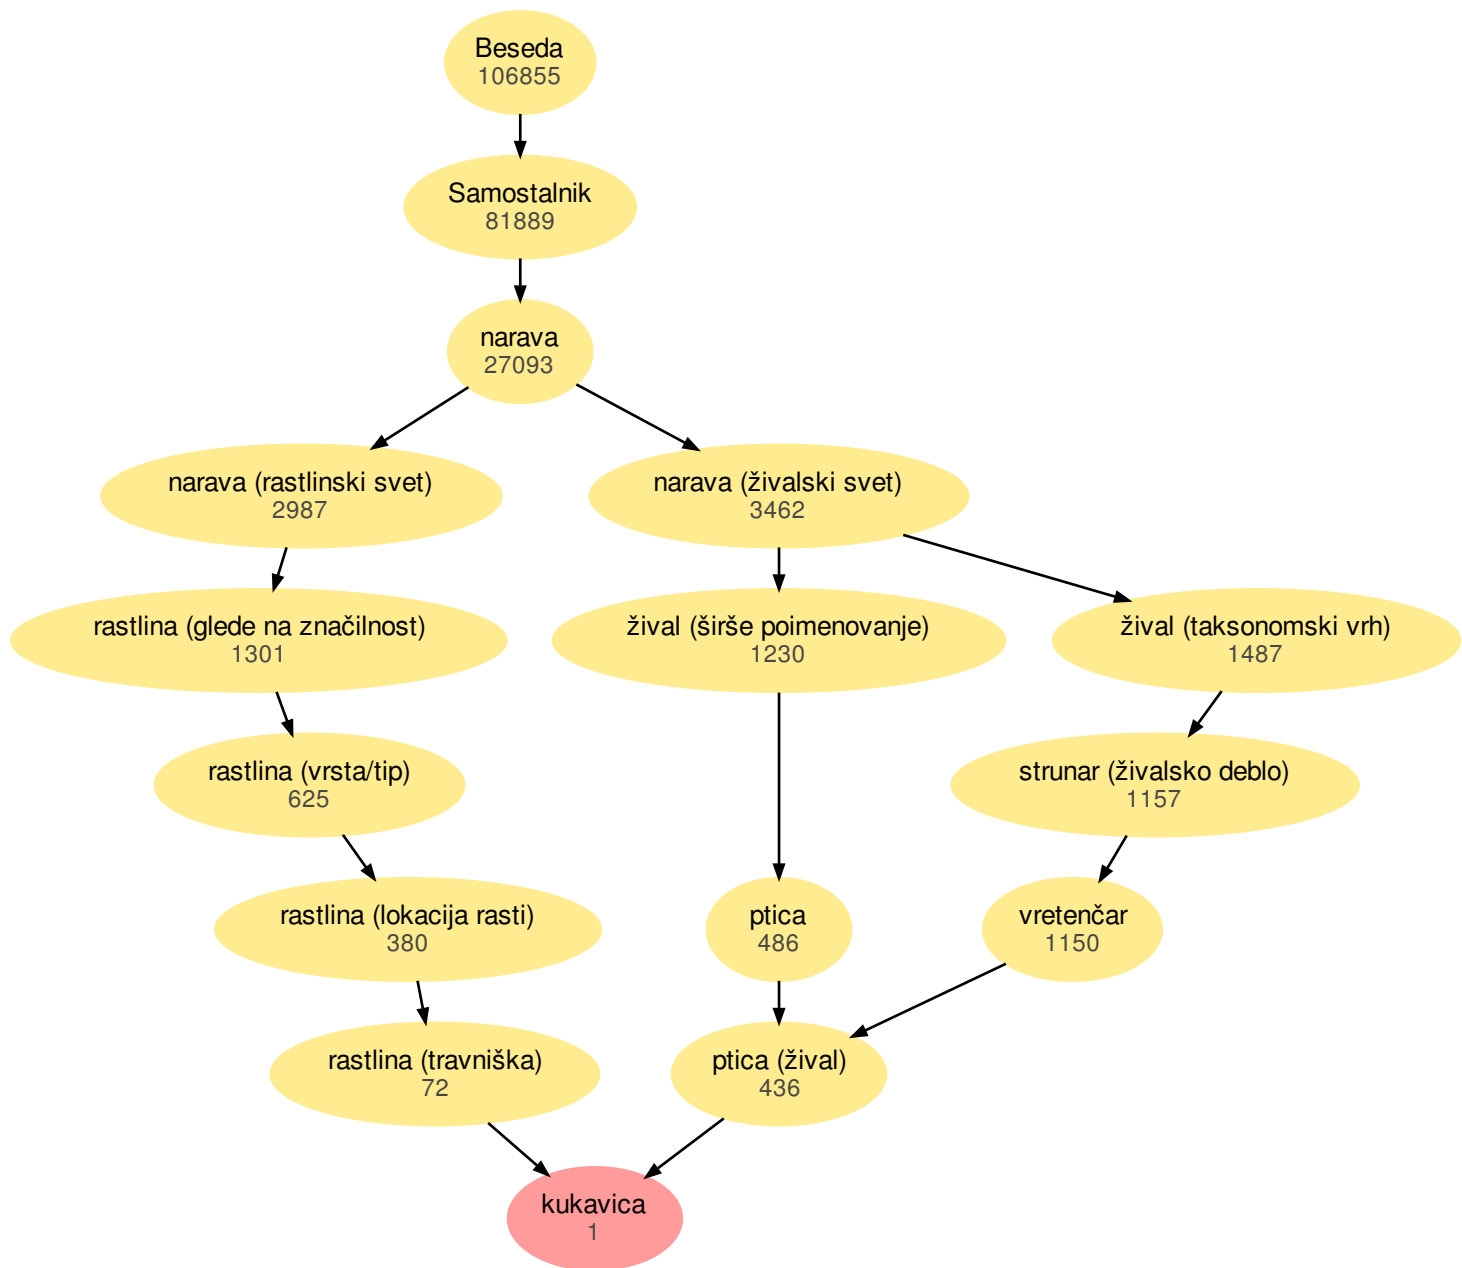 Beseda
106855
Samostalnik
81889
narava
27093
narava (rastlinski svet)
2987
narava (živalski svet)
3462
rastlina (glede na značilnost)
1301
žival (širše poimenovanje)
1230
žival (taksonomski vrh)
1487
rastlina (vrsta/tip)
625
strunar (živalsko deblo)
1157
rastlina (lokacija rasti)
380
ptica
486
vretenčar
1150
rastlina (travniška)
72
ptica (žival)
436
kukavica
1